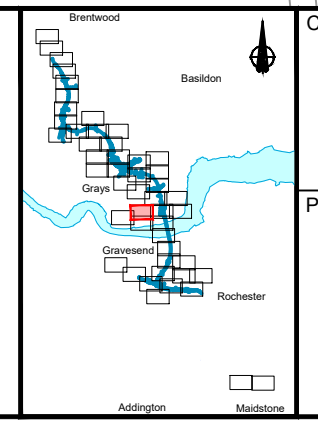 Brentwood
Basildon
Grays
Gravesend
Rochester
Addington
Maidstone
C
P